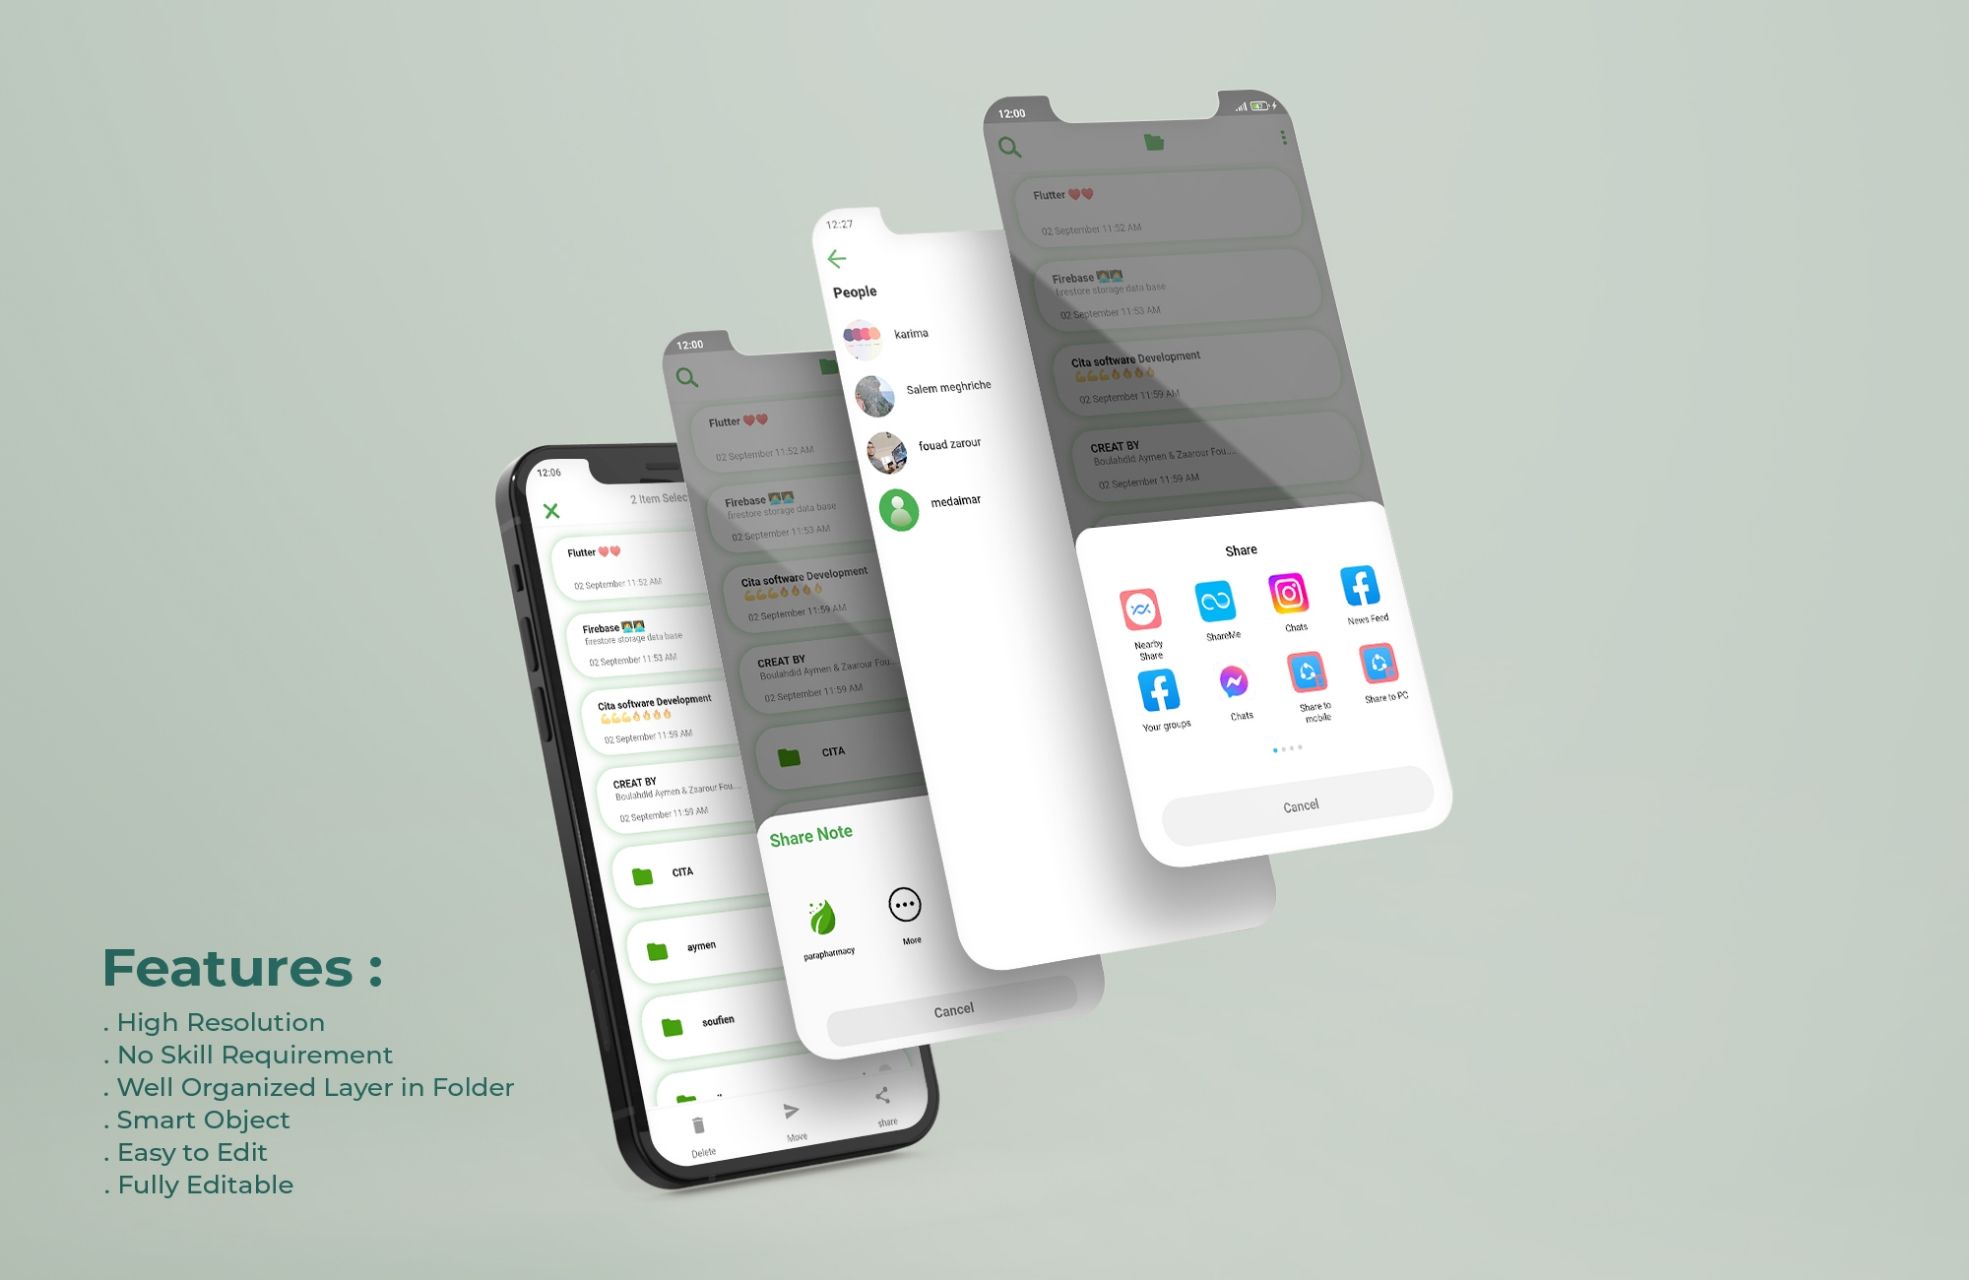 12:06
2 Item Selec
Flutter ❤️❤️
02 September 11:52 AM
Firebase 👨‍💻👨‍💻
firestore storage data base
02 September 11:53 AM
Cita software Development
💪💪💪🔥🔥🔥🔥
02 September 11:59 AM
CREAT BY
Boulahdid Aymen & Zaarour Fou....
02 September 11:59 AM
CITA
aymen
soufien
Delete
Move
share
12:00
Flutter ❤️❤️
02 September 11:52 AM
Firebase 👨‍💻👨‍💻
firestore storage data base
02 September 11:53 AM
Cita software Development
💪💪💪🔥🔥🔥🔥
02 September 11:59 AM
CREAT BY
Boulahdid Aymen & Zaarour Fou....
02 September 11:59 AM
CITA
Share Note
parapharmacy
More
Cancel
12:27
People
karima
Salem meghriche
fouad zarour
medaimar
12:00
Flutter ❤️❤️
02 September 11:52 AM
Firebase 👨‍💻👨‍💻
firestore storage data base
02 September 11:53 AM
Cita software Development
💪💪💪🔥🔥🔥🔥
02 September 11:59 AM
CREAT BY
Boulahdid Aymen & Zaarour Fou....
02 September 11:59 AM
Share
Nearby
Share
ShareMe
Chats
News Feed
Your groups
Chats
Share to
mobile
Share to PC
Cancel
Features :
. High Resolution
. No Skill Requirement
. Well Organized Layer in Folder
. Smart Object
. Easy to Edit
. Fully Editable